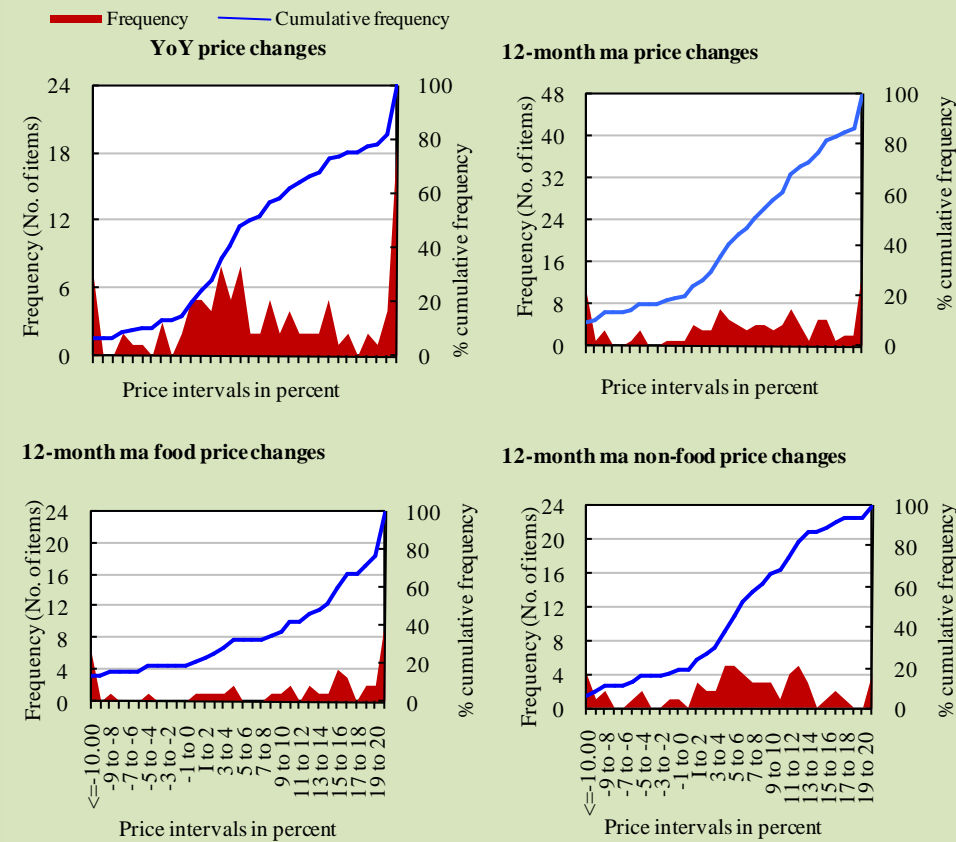 Frequency
Cumulative frequency
YoY price changes
Frequency (No. of items)
24
18
12
6
0
100
80
60
40
20
0
% cumulative frequency
Price intervals in percent
12-month ma price changes
Frequency (No. of items)
48
40
32
24
16
8
0
100
80
60
40
20
0
% cumulative frequency
Price intervals in percent
12-month ma food price changes
Frequency (No. of items)
24
20
16
12
8
4
0
100
80
60
40
20
0
% cumulative frequency
<=-10.00
-9 to -8
-7 to -6
-5 to -4
-3 to -2
-1 to 0
1 to 2
3 to 4
5 to 6
7 to 8
9 to 10
11 to 12
13 to 14
15 to 16
17 to 18
19 to 20
Price intervals in percent
12-month ma non-food price changes
Frequency (No. of items)
24
20
16
12
8
4
0
100
80
60
40
20
0
% cumulative frequency
<=-10.00
-9 to -8
-7 to -6
-5 to -4
-3 to -2
-1 to 0
1 to 2
3 to 4
5 to 6
7 to 8
9 to 10
11 to 12
13 to 14
15 to 16
17 to 18
19 to 20
Price intervals in percent